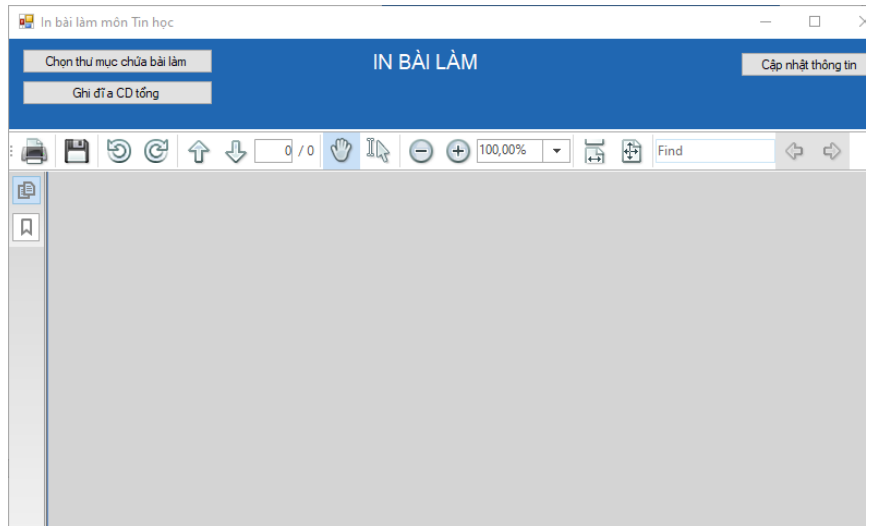 In bài làm môn Tin học
Chọn thư mục chứa bài làm
IN BÀI LÀM
Cập nhật thông tin
Ghi đĩa CD tổng
0 / 0
100,00%
Find